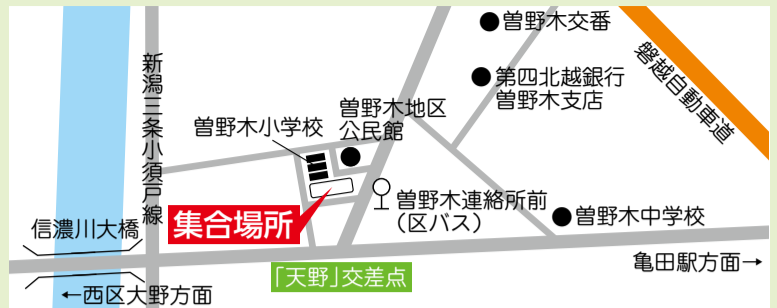 曽野木交番
第四北越銀行
曽野木支店
磐越自動車道
新潟三条小須戸線
曽野木地区
公民館
曽野木小学校
曽野木連絡所前
（区バス）
集合場所
曽野木中学校
信濃川大橋
「天野」交差点
亀田駅方面→
←西区大野方面